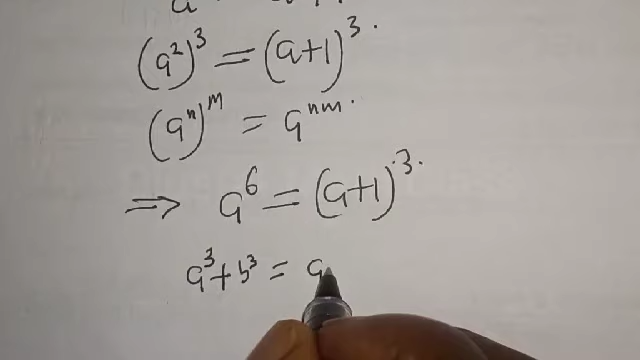 (a²)³ = (a+1)³.
(aⁿ)ᵐ = aⁿᵐ.
⇒ a⁶ = (a+1)³.
a³+b³ = a